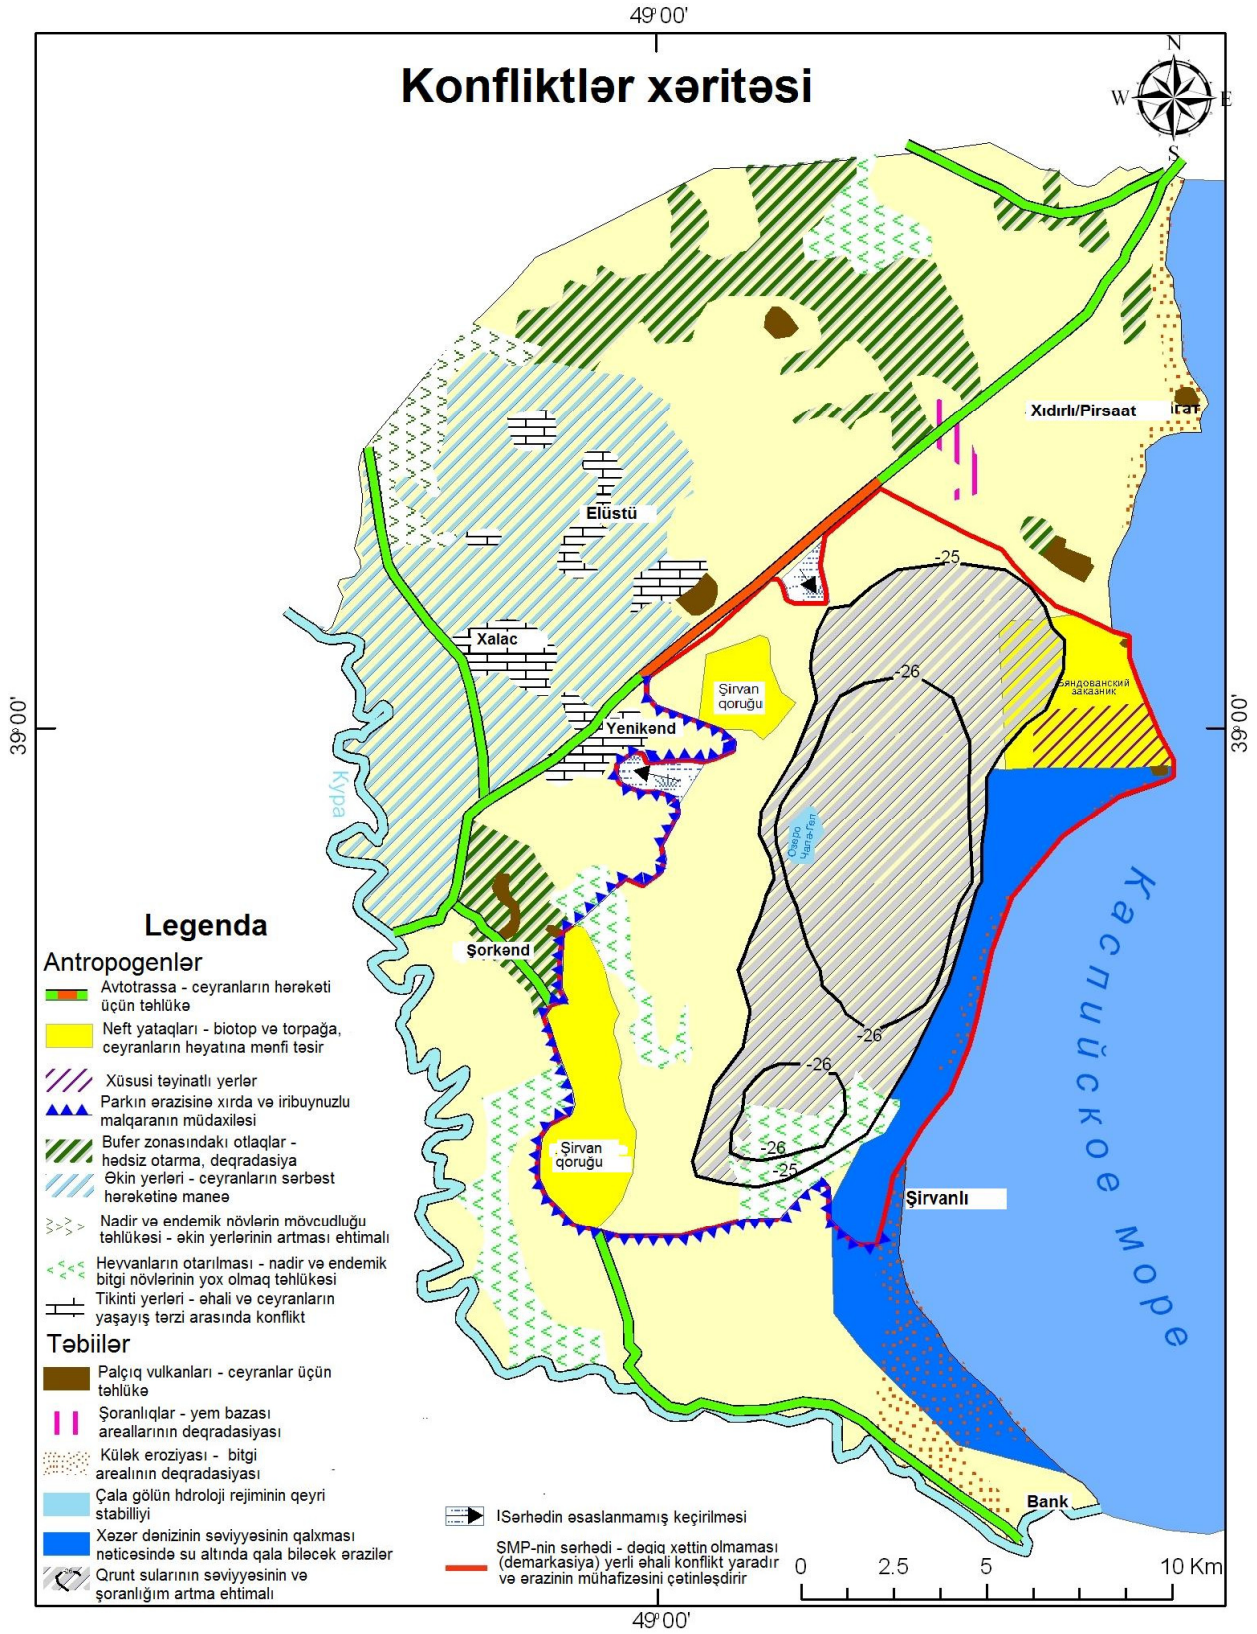 49°00'
Konfliktlər xəritəsi
N
W
E
S
Xıdırlı/Pirsaat
Elüstü
-25
Xalac
-26
Şirvan
qoruğu
Бяндованский
заказник
39°00'
39°00'
Yenikənd
Кура
Озеро
Чала-Гел
Каспийское море
Şorkənd
-26
-26
-26
-25
Şirvan
qoruğu
Şirvanlı
Bank
Legenda
Antropogenlər
Avtotrassa - ceyranların hərəkəti
üçün təhlükə
Neft yataqları - biotop və torpağa,
ceyranların həyatına mənfi təsir
Xüsusi təyinatlı yerlər
Parkın ərazisinə xırda və iribuynuzlu
malqaranın müdaxiləsi
Bufer zonasındakı otlaqlar -
hədsiz otarma, deqradasiya
Əkin yerləri - ceyranların sərbəst
hərəkətinə maneə
Nadir və endemik növlərin mövcudluğu
təhlükəsi - əkin yerlərinin artması ehtimalı
Heyvanların otarılması - nadir və endemik
bitgi növlərinin yox olmaq təhlükəsi
Tikinti yerləri - əhali və ceyranların
yaşayış tərzi arasında konflikt
Təbiilər
Palçıq vulkanları - ceyranlar üçün
təhlükə
Şoranlıqlar - yem bazası
areallarının deqradasiyası
Külək eroziyası - bitgi
arealının deqradasiyası
Çala gölün hdroloji rejiminin qeyri
stabilliyi
Xəzər dənizinin səviyyəsinin qalxması
nəticəsində su altında qala biləcək ərazilər
Qrunt sularının səviyyəsinin və
şoranlığım artma ehtimalı
ISərhədin əsaslanmamış keçirilməsi
ŞMP-nin sərhədi - dəqiq xəttin olmaması
(demarkasiya) yerli əhali konflikt yaradır
və ərazinin mühafizəsini çətinləşdirir
0 2.5 5 10 Km
49°00'